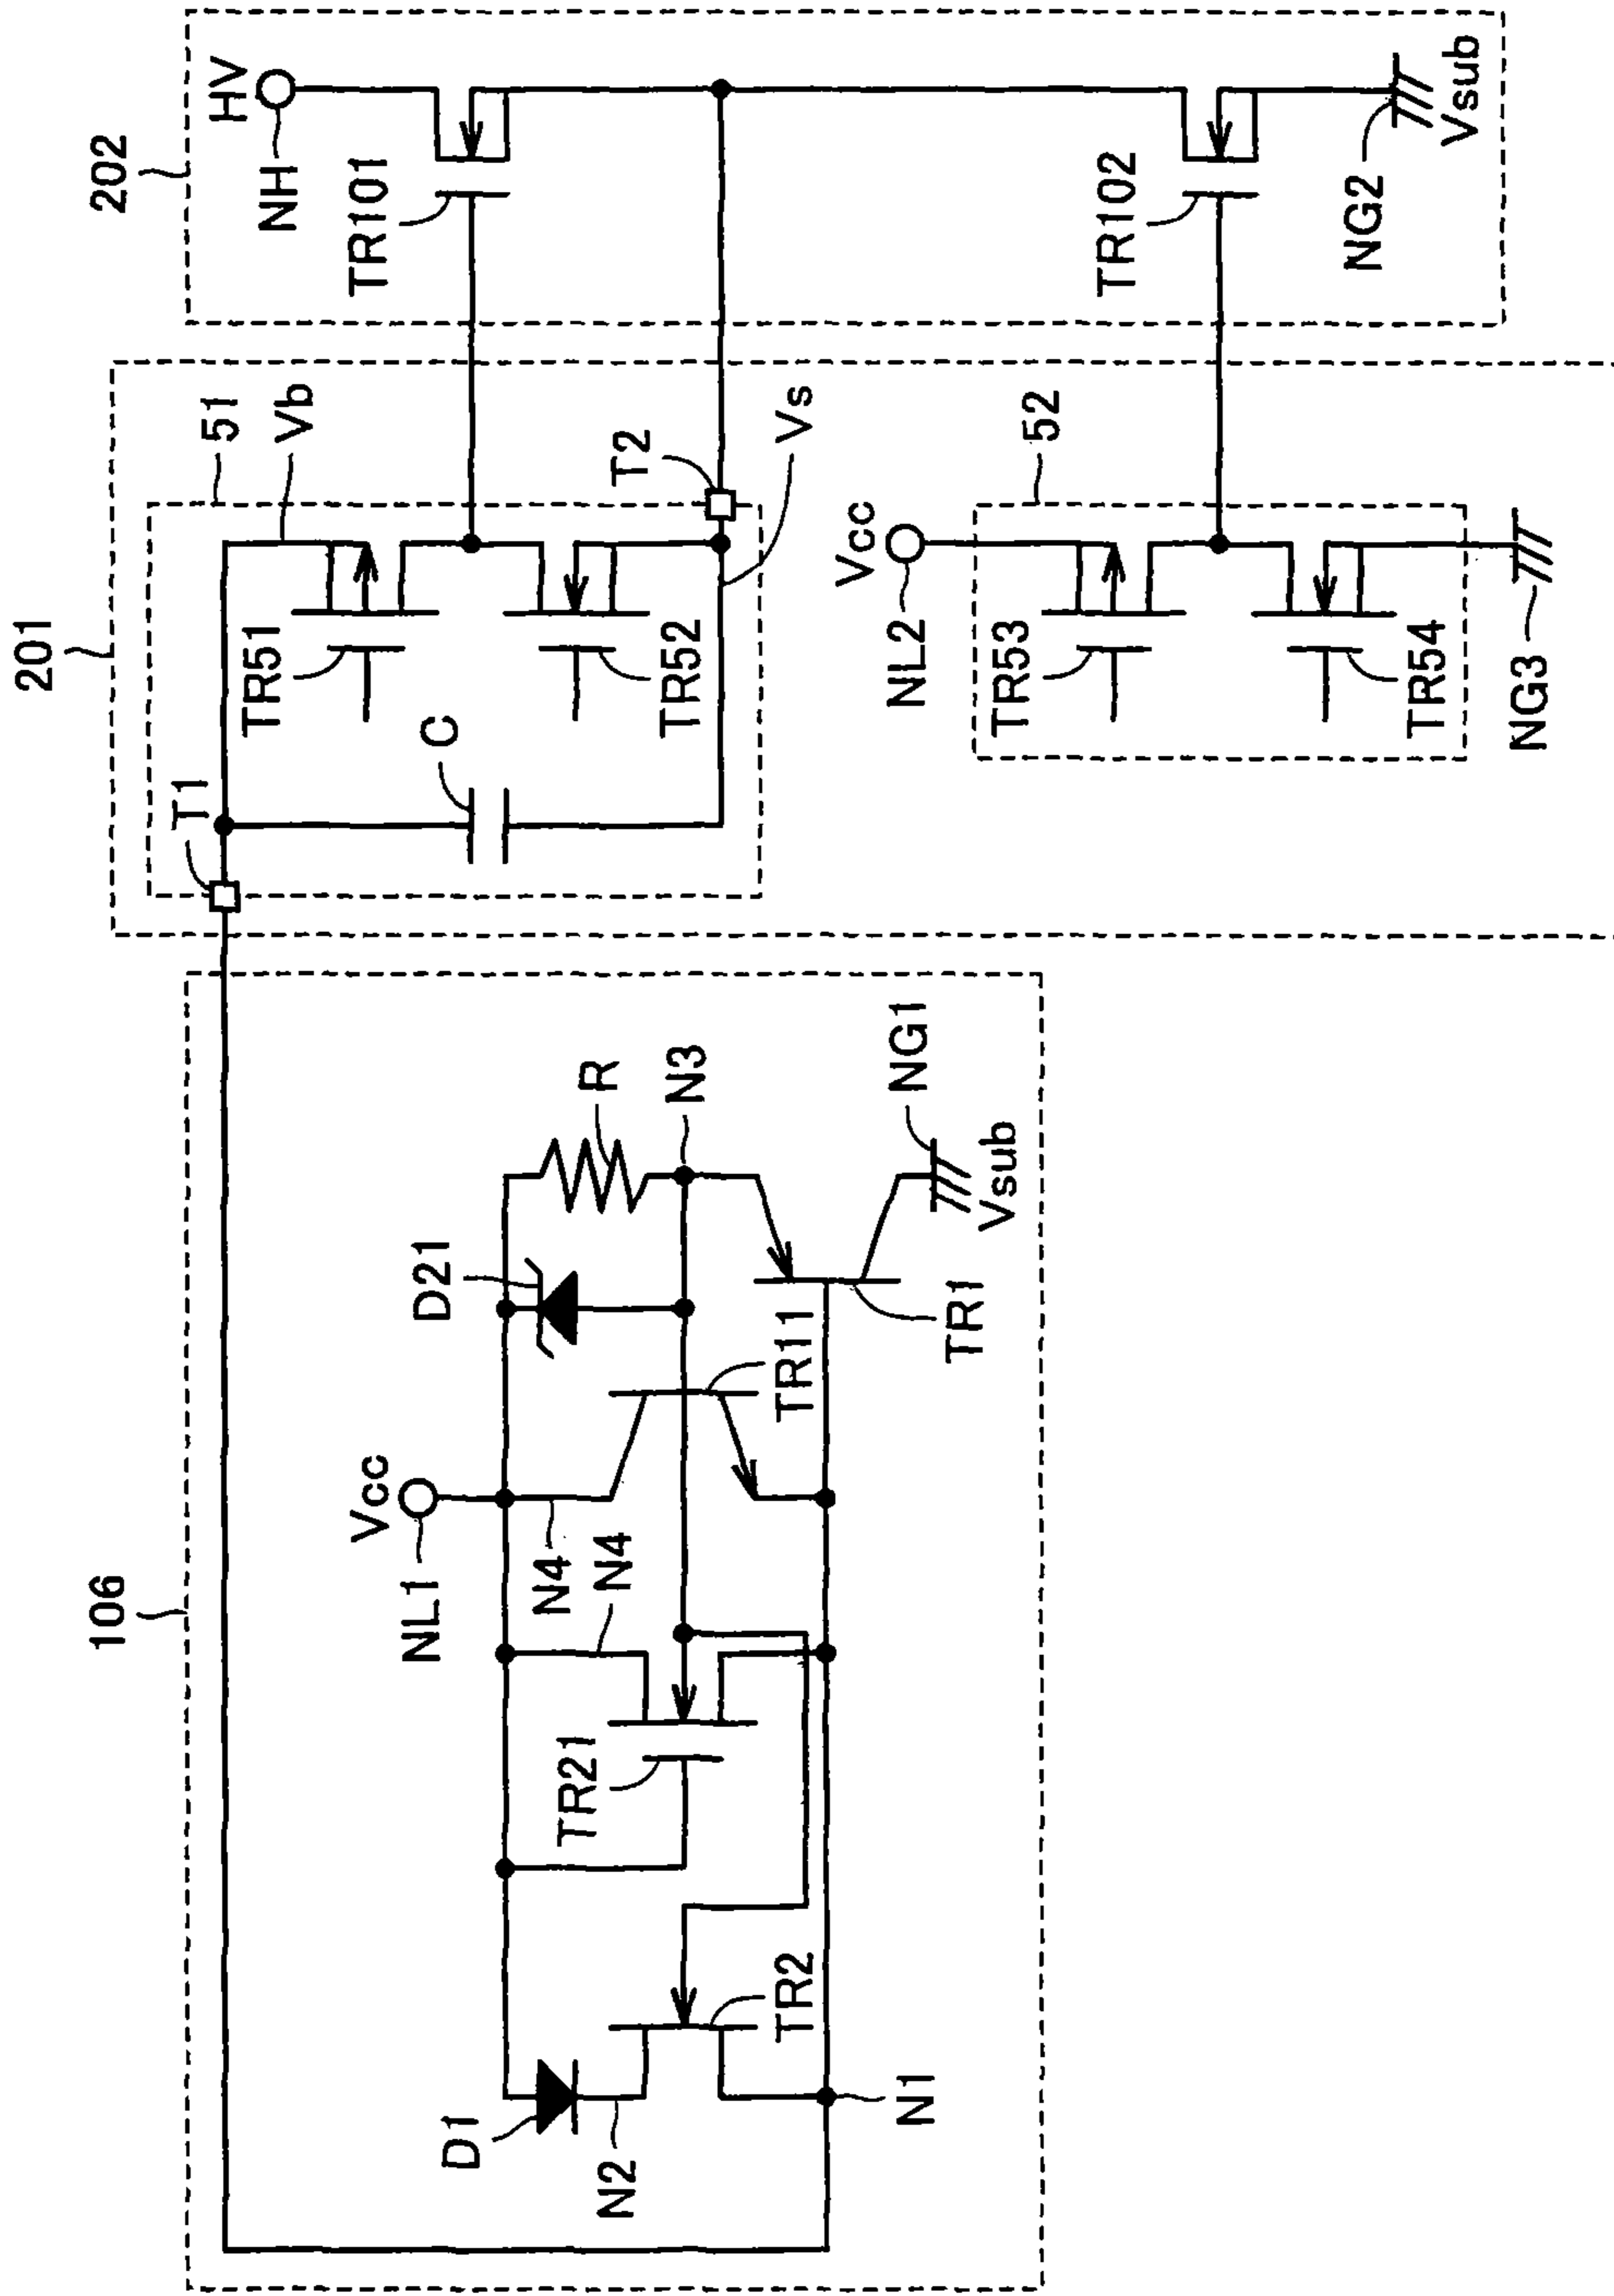 106
201
202
Vcc
NL1
N4
N4
D1
N2
TR2
N1
TR21
TR11
D21
R
N3
TR1
NG1
Vsub
T1
C
TR51
TR52
51
Vb
T2
Vs
Vcc
NL2
52
TR53
TR54
NG3
HV
NH
TR101
TR102
NG2
Vsub